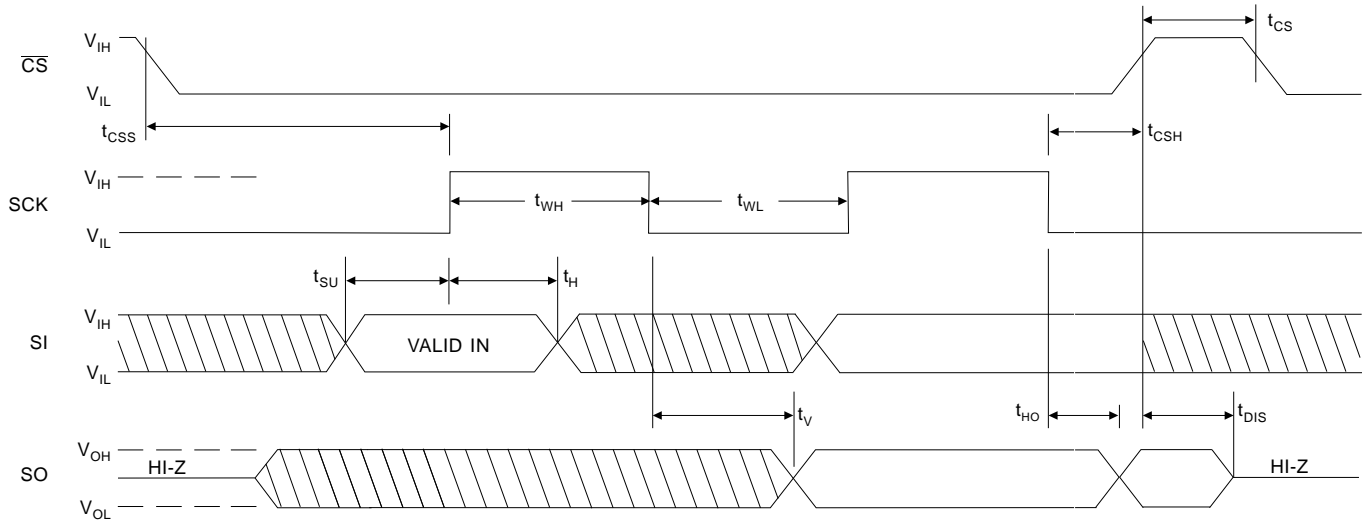 t_CS
V_IH
C̅S̅
V_IL
t_CSS
t_CSH
V_IH
SCK
t_WH
t_WL
V_IL
t_SU
t_H
V_IH
SI
VALID IN
V_IL
t_V
t_HO
t_DIS
V_OH
HI-Z
HI-Z
SO
V_OL